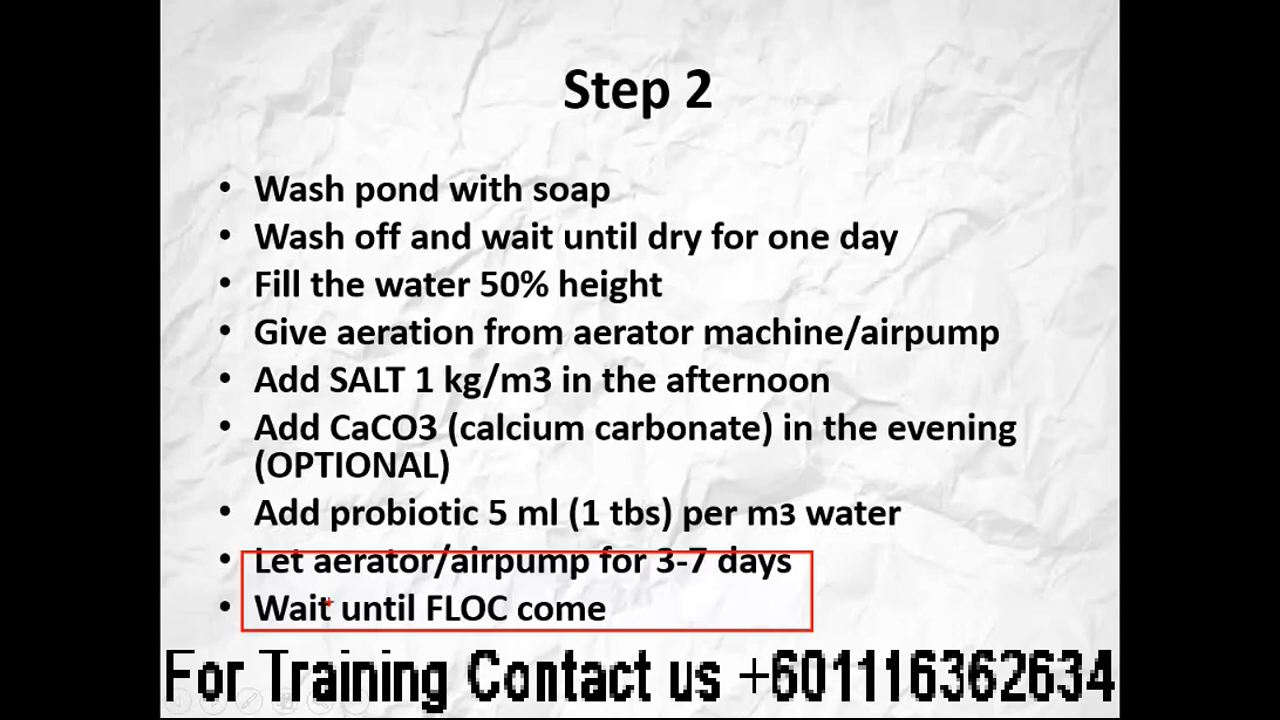 Step 2
• Wash pond with soap
• Wash off and wait until dry for one day
• Fill the water 50% height
• Give aeration from aerator machine/airpump
• Add SALT 1 kg/m3 in the afternoon
• Add CaCO3 (calcium carbonate) in the evening
(OPTIONAL)
• Add probiotic 5 ml (1 tbs) per m3 water
• Let aerator/airpump for 3-7 days
• Wait until FLOC come
For Training Contact us +601116362634